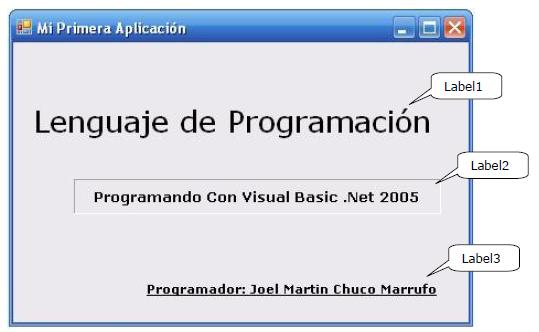 Mi Primera Aplicación
Label1
Lenguaje de Programación
Label2
Programando Con Visual Basic .Net 2005
Label3
Programador: Joel Martin Chuco Marrufo